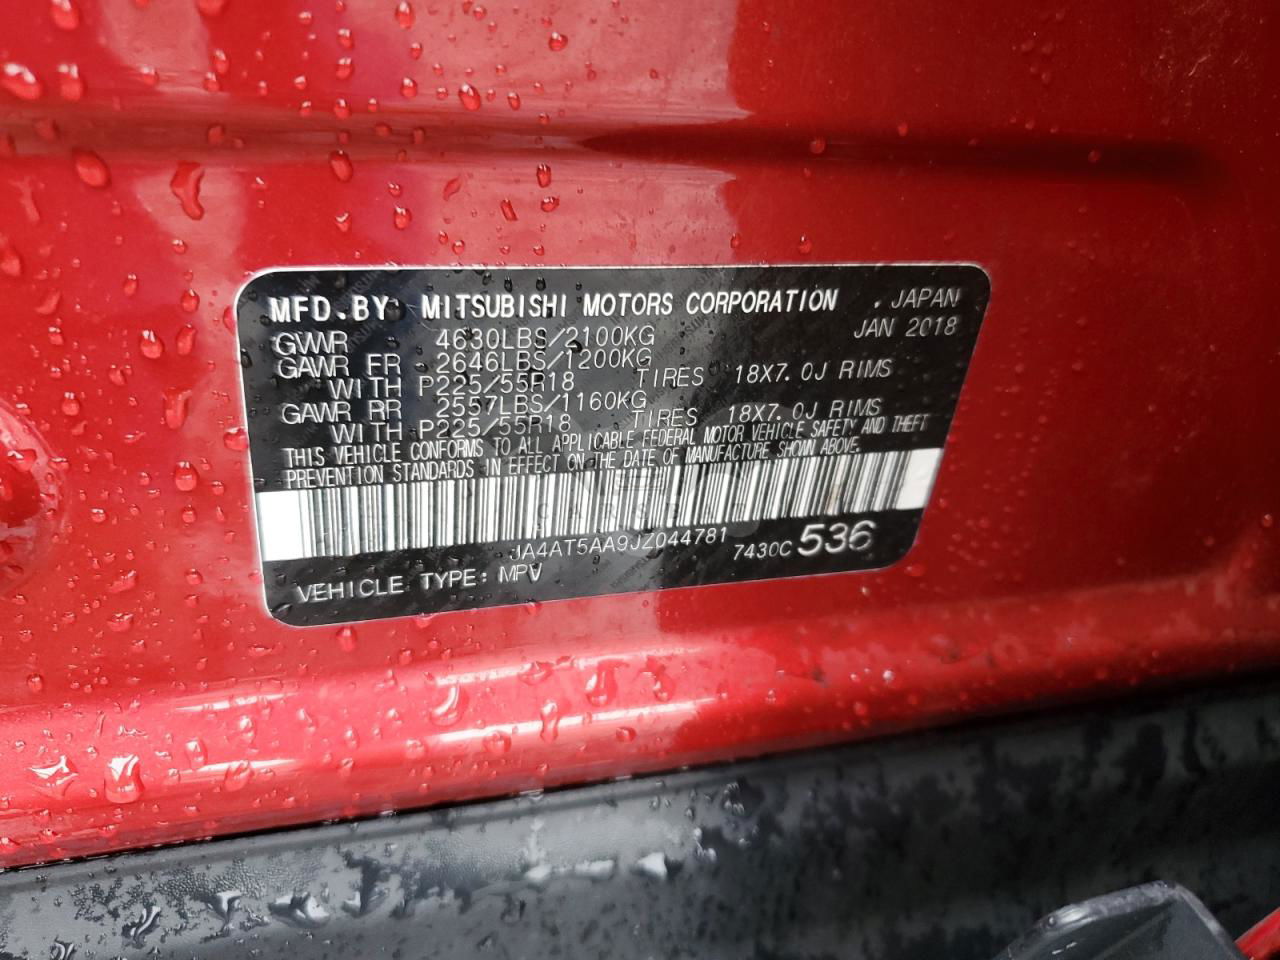 MFD.BY MITSUBISHI MOTORS CORPORATION . JAPAN
JAN 2018
GVWR 4630LBS/2100KG
GAWR FR 2646LBS/1200KG
WITH P225/55R18 TIRES 18X7.0J RIMS
GAWR RR 2557LBS/1160KG
WITH P225/55R18 TIRES 18X7.0J RIMS
THIS VEHICLE CONFORMS TO ALL APPLICABLE FEDERAL MOTOR VEHICLE SAFETY AND THEFT
PREVENTION STANDARDS IN EFFECT ON THE DATE OF MANUFACTURE SHOWN ABOVE.
JA4AT5AA9JZ044781 7430C 536
VEHICLE TYPE: MPV